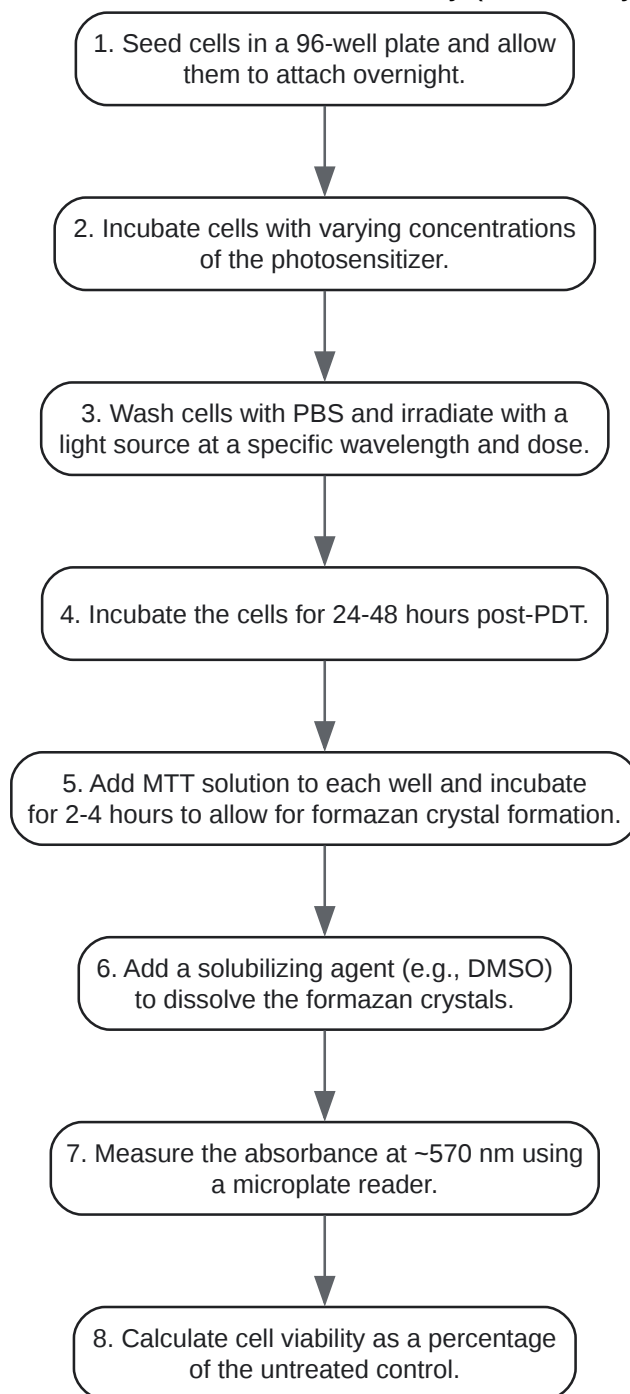 1. Seed cells in a 96-well plate and allow
them to attach overnight.
2. Incubate cells with varying concentrations
of the photosensitizer.
3. Wash cells with PBS and irradiate with a
light source at a specific wavelength and dose.
4. Incubate the cells for 24-48 hours post-PDT.
5. Add MTT solution to each well and incubate
for 2-4 hours to allow for formazan crystal formation.
6. Add a solubilizing agent (e.g., DMSO)
to dissolve the formazan crystals.
7. Measure the absorbance at ~570 nm using
a microplate reader.
8. Calculate cell viability as a percentage
of the untreated control.